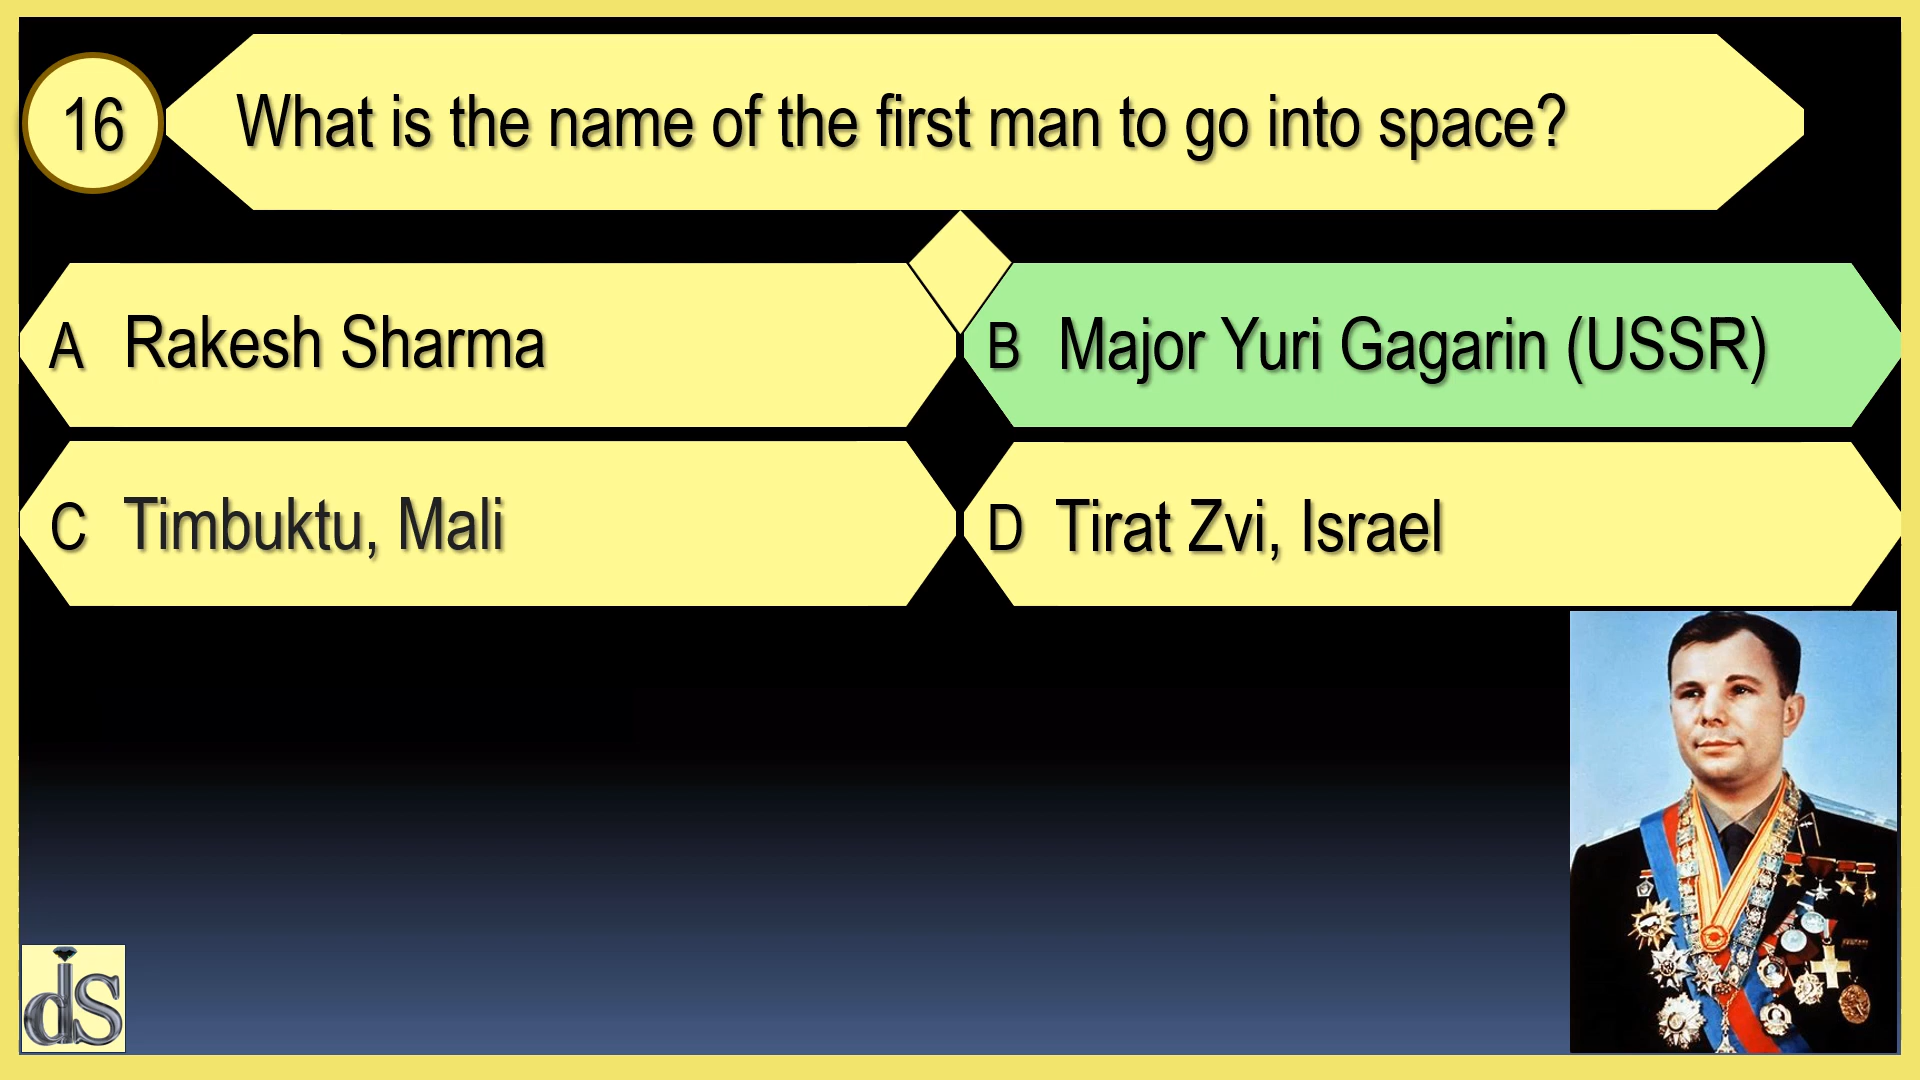 16
What is the name of the first man to go into space?
A Rakesh Sharma
B Major Yuri Gagarin (USSR)
C Timbuktu, Mali
D Tirat Zvi, Israel
dis